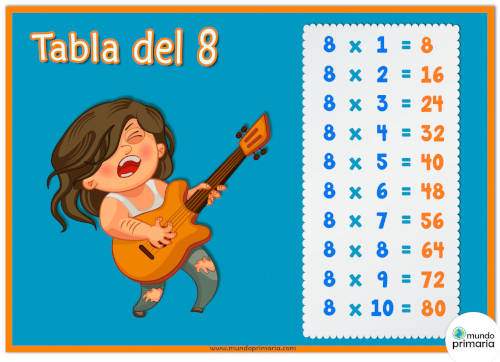 Tabla del 8
8 x 1 = 8
8 x 2 = 16
8 x 3 = 24
8 x 4 = 32
8 x 5 = 40
8 x 6 = 48
8 x 7 = 56
8 x 8 = 64
8 x 9 = 72
8 x 10 = 80
www.mundoprimaria.com
mundo
primaria